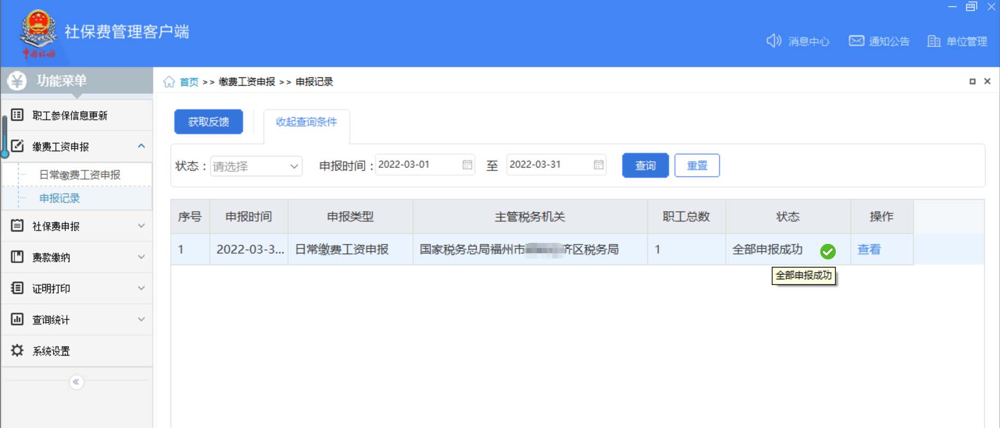 社保费管理客户端
中国税务
消息中心 通知公告 单位管理
功能菜单
首页 >> 缴费工资申报 >> 申报记录
职工参保信息更新
缴费工资申报
日常缴费工资申报
申报记录
社保费申报
费款缴纳
证明打印
查询统计
系统设置
获取反馈 收起查询条件
状态： 请选择 申报时间： 2022-03-01 至 2022-03-31 查询 重置
序号 申报时间 申报类型 主管税务机关 职工总数 状态 操作
1 2022-03-3... 日常缴费工资申报 国家税务总局福州市 区税务局 1 全部申报成功 查看
全部申报成功